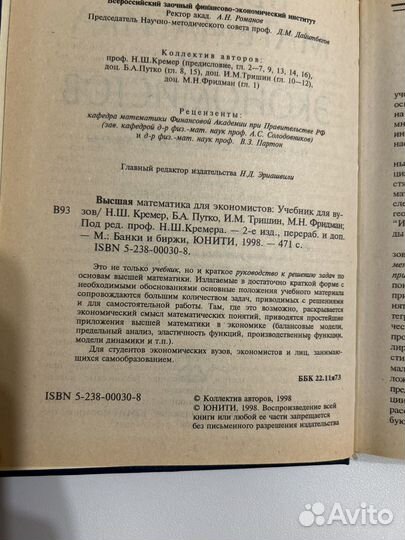 Всероссийский заочный финансово-экономический институт
Ректор акад. А.Н. Романов
Председатель Научно-методического совета проф. Д.М. Дайитбегов
Коллектив авторов:
проф. Н.Ш.Кремер (предисловие, гл. 2—7, 9, 13, 14, 16),
доц. Б.А.Путко (гл. 8, 15), доц. И.М.Тришин (гл. 10—12),
доц. М.Н.Фридман (гл. 1)
Рецензенты:
кафедра математики Финансовой Академии при Правительстве РФ
(зав. кафедрой д-р физ.-мат. наук проф. А.С. Солодовников)
и д-р физ.-мат. наук проф. В.З. Партон
Главный редактор издательства Н.Д. Эриашвили
Высшая математика для экономистов: Учебник для ву-
В93 зов/ Н.Ш. Кремер, Б.А. Путко, И.М. Тришин, М.Н. Фридман;
Под ред. проф. Н.Ш.Кремера. — 2-е изд., перераб. и доп.
— М.: Банки и биржи, ЮНИТИ, 1998. — 471 с.
ISBN 5-238-00030-8.
Это не только учебник, но и краткое руководство к решению задач по
основам высшей математики. Излагаемые в достаточно краткой форме с
необходимыми обоснованиями основные положения учебного материала
сопровождаются большим количеством задач, приводимых с решениями
и для самостоятельной работы. Там, где это возможно, раскрывается
экономический смысл математических понятий, приводятся простейшие
приложения высшей математики в экономике (балансовые модели,
предельный анализ, эластичность функций, производственные функции,
модели динамики и т.п.).
Для студентов экономических вузов, экономистов и лиц, занимаю-
щихся самообразованием.
ББК 22.11я73
ISBN 5-238-00030-8
© Коллектив авторов, 1998
© ЮНИТИ, 1998. Воспроизведение всей
книги или любой ее части запрещается
без письменного разрешения издательства
Avito